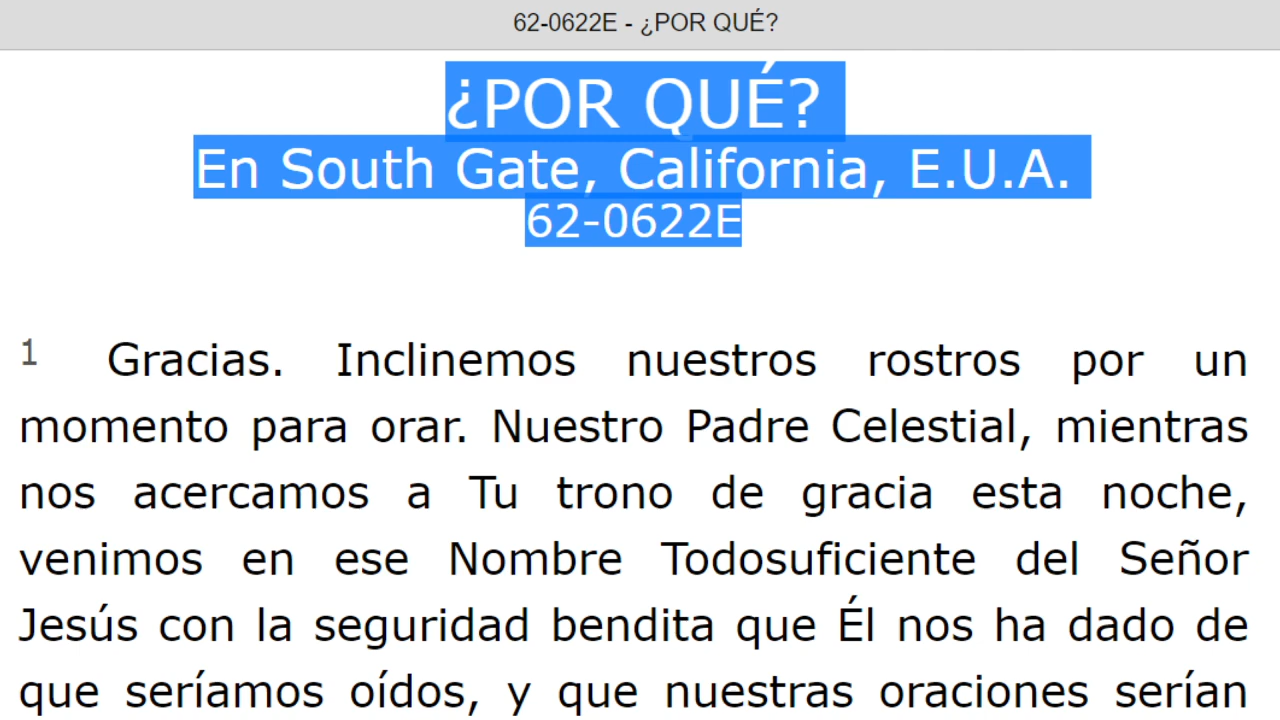 62-0622E - ¿POR QUÉ?
¿POR QUÉ?
En South Gate, California, E.U.A.
62-0622E
1 Gracias. Inclinemos nuestros rostros por un
momento para orar. Nuestro Padre Celestial, mientras
nos acercamos a Tu trono de gracia esta noche,
venimos en ese Nombre Todosuficiente del Señor
Jesús con la seguridad bendita que Él nos ha dado de
que seríamos oídos, y que nuestras oraciones serían